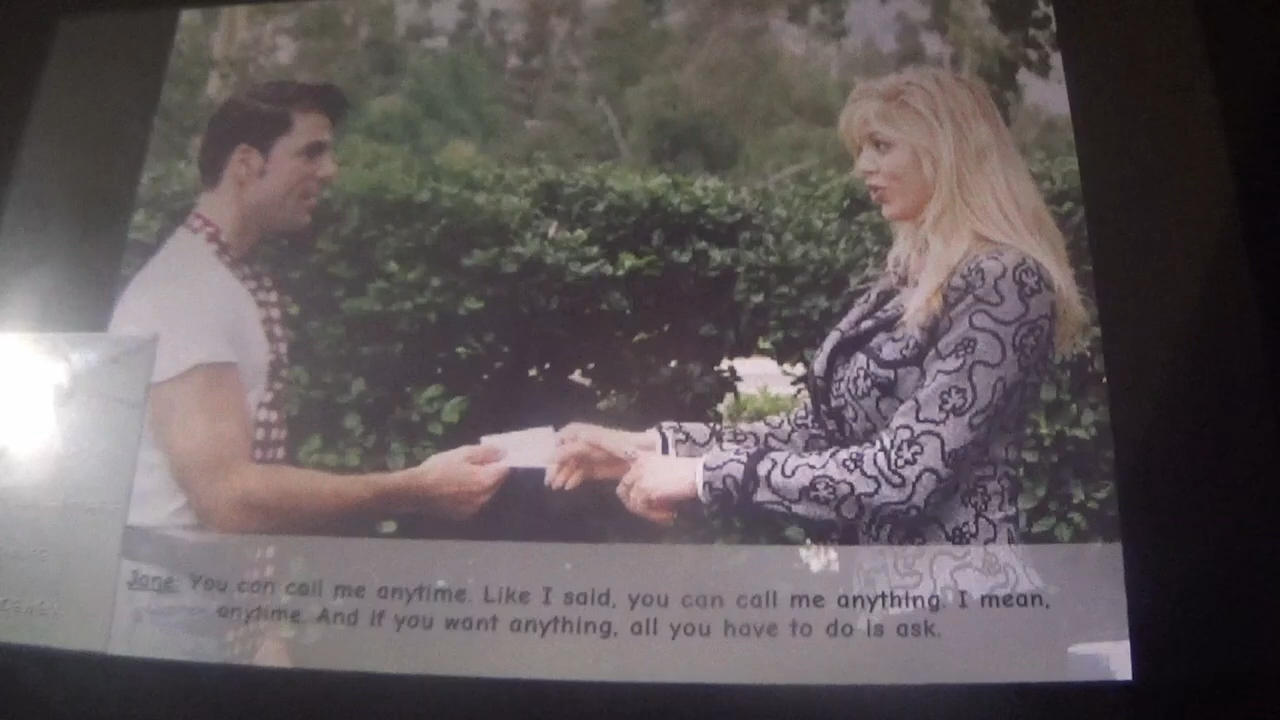 Jane: You can call me anytime. Like I said, you can call me anything. I mean,
anytime. And if you want anything, all you have to do is ask.